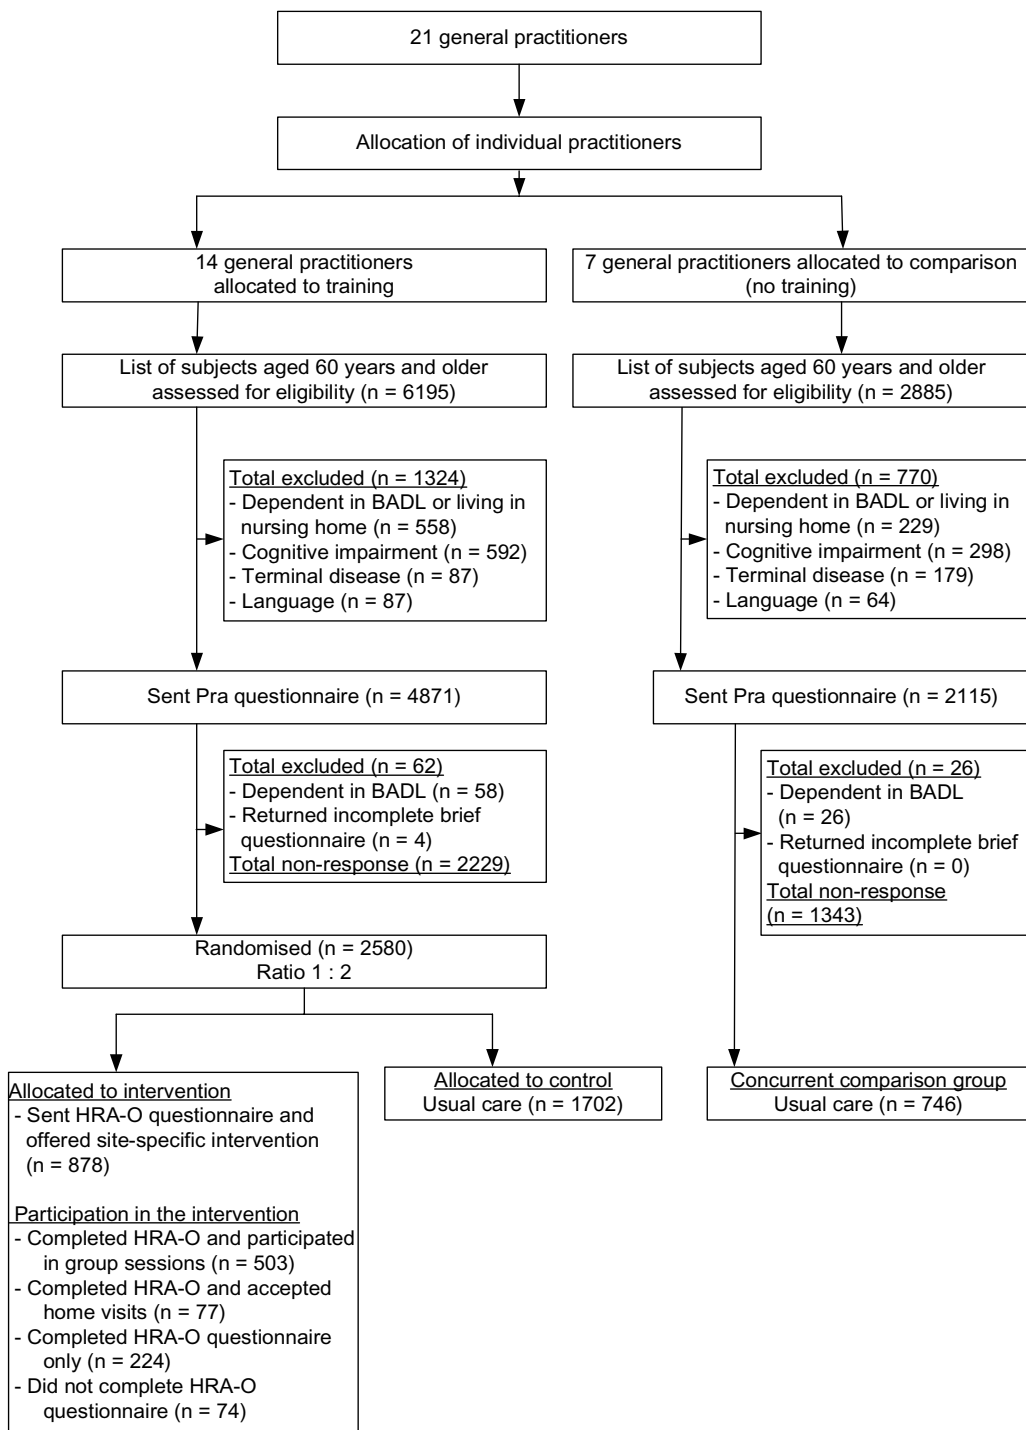 21 general practitioners
Allocation of individual practitioners
14 general practitioners
allocated to training
7 general practitioners allocated to comparison
(no training)
List of subjects aged 60 years and older
assessed for eligibility (n = 6195)
List of subjects aged 60 years and older
assessed for eligibility (n = 2885)
Total excluded (n = 1324)
- Dependent in BADL or living in
nursing home (n = 558)
- Cognitive impairment (n = 592)
- Terminal disease (n = 87)
- Language (n = 87)
Total excluded (n = 770)
- Dependent in BADL or living in
nursing home (n = 229)
- Cognitive impairment (n = 298)
- Terminal disease (n = 179)
- Language (n = 64)
Sent Pra questionnaire (n = 4871)
Sent Pra questionnaire (n = 2115)
Total excluded (n = 62)
- Dependent in BADL (n = 58)
- Returned incomplete brief
questionnaire (n = 4)
Total non-response (n = 2229)
Total excluded (n = 26)
- Dependent in BADL
(n = 26)
- Returned incomplete brief
questionnaire (n = 0)
Total non-response
(n = 1343)
Randomised (n = 2580)
Ratio 1 : 2
Allocated to intervention
- Sent HRA-O questionnaire and
offered site-specific intervention
(n = 878)
Participation in the intervention
- Completed HRA-O and participated
in group sessions (n = 503)
- Completed HRA-O and accepted
home visits (n = 77)
- Completed HRA-O questionnaire
only (n = 224)
- Did not complete HRA-O
questionnaire (n = 74)
Allocated to control
Usual care (n = 1702)
Concurrent comparison group
Usual care (n = 746)